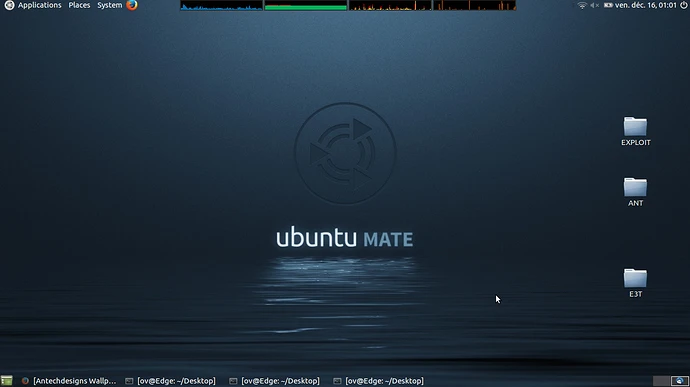 Applications Places System ven. déc. 16, 01:01
EXPLOIT
ANT
ubuntu MATE
E3T
[Antechdesigns Wallp... [ov@Edge: ~/Desktop] [ov@Edge: ~/Desktop] [ov@Edge: ~/Desktop]